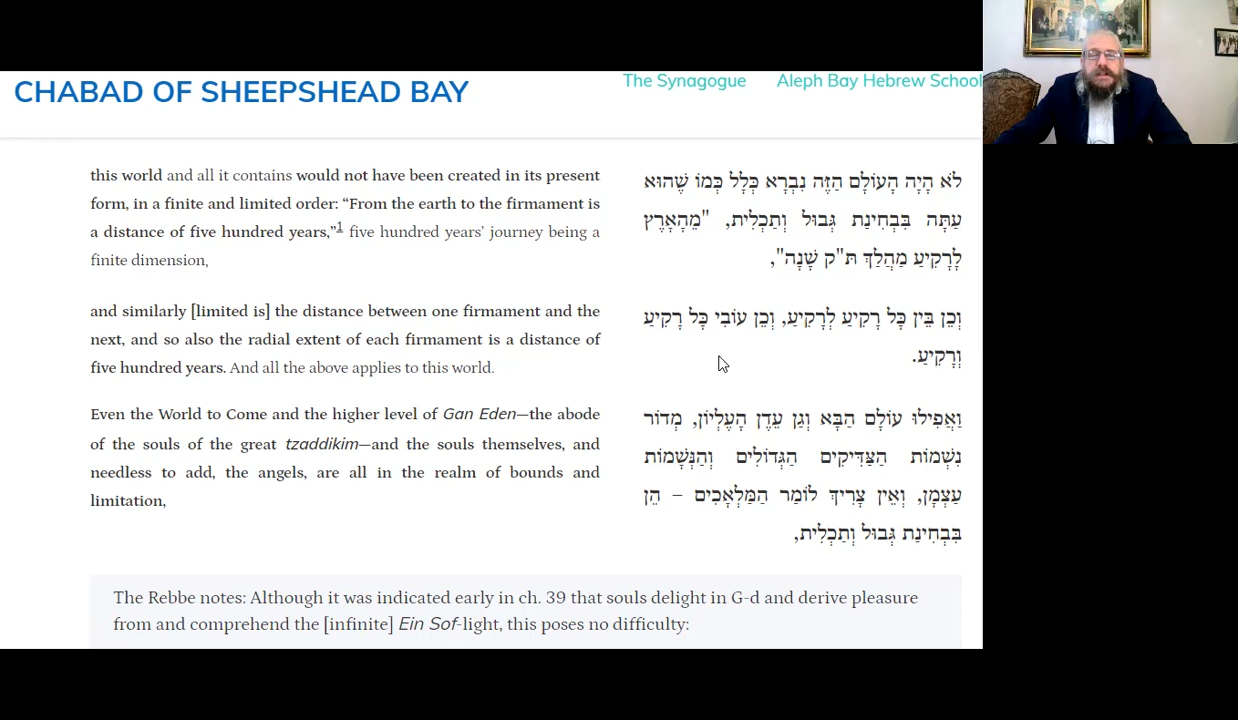 CHABAD OF SHEEPSHEAD BAY
The Synagogue
Aleph Bay Hebrew School
this world and all it contains would not have been created in its present
form, in a finite and limited order: “From the earth to the firmament is
a distance of five hundred years,”1 five hundred years’ journey being a
finite dimension,
and similarly [limited is] the distance between one firmament and the
next, and so also the radial extent of each firmament is a distance of
five hundred years. And all the above applies to this world.
Even the World to Come and the higher level of Gan Eden—the abode
of the souls of the great tzaddikim—and the souls themselves, and
needless to add, the angels, are all in the realm of bounds and
limitation,
לֹא הָיָה הָעוֹלָם הַזֶּה נִבְרָא כְּלָל כְּמוֹ שֶׁהוּא
עַתָּה בִּבְחִינַת גְּבוּל וְתַכְלִית, "מֵהָאָרֶץ
לָרָקִיעַ מַהֲלַךְ ת"ק שָׁנָה",
וְכֵן בֵּין כָּל רָקִיעַ לְרָקִיעַ, וְכֵן עוֹבִי כָּל רָקִיעַ
וְרָקִיעַ.
וַאֲפִילוּ עוֹלָם הַבָּא וְגַן עֵדֶן הָעֶלְיוֹן, מְדוֹר
נִשְׁמוֹת הַצַּדִּיקִים הַגְּדוֹלִים וְהַנְּשָׁמוֹת
עַצְמָן, וְאֵין צָרִיךְ לוֹמַר הַמַּלְאָכִים – הֵן
בִּבְחִינַת גְּבוּל וְתַכְלִית,
The Rebbe notes: Although it was indicated early in ch. 39 that souls delight in G-d and derive pleasure
from and comprehend the [infinite] Ein Sof-light, this poses no difficulty: